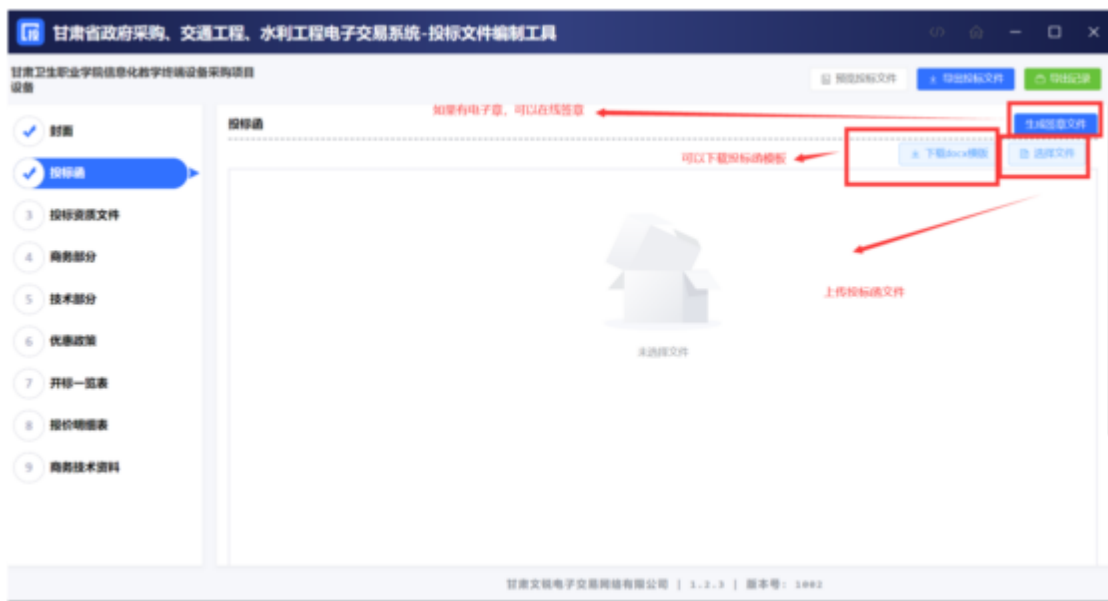 甘肃省政府采购、交通工程、水利工程电子交易系统-投标文件编制工具
甘肃卫生职业学院信息化教学终端设备采购项目
设备
预览投标文件
导出投标文件
导出记录
如果有电子章，可以在线签章
1 封面
投标函
生成签章文件
可以下载投标函模板
下载docx模版
选择文件
投标函
3 投标资质文件
4 商务部分
5 技术部分
上传投标函文件
6 优惠政策
未选择文件
7 开标一览表
8 报价明细表
9 商务技术资料
甘肃文锐电子交易网络有限公司 | 1.2.3 | 版本号: 1002